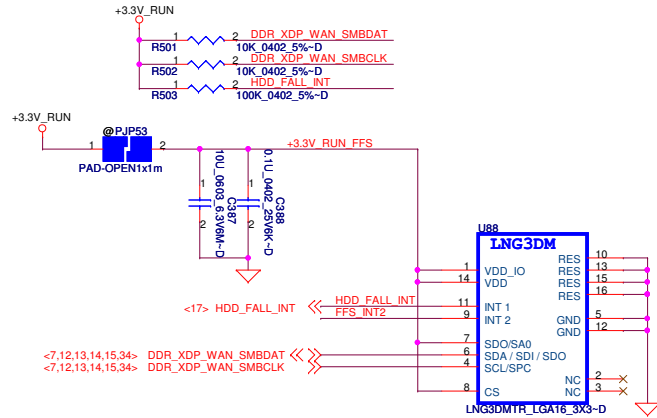 +3.3V_RUN
1 2 DDR_XDP_WAN_SMBDAT
R501 10K_0402_5%~D
1 2 DDR_XDP_WAN_SMBCLK
R502 10K_0402_5%~D
1 2 HDD_FALL_INT
R503 100K_0402_5%~D
+3.3V_RUN
@PJP53
1 2
PAD-OPEN1x1m
+3.3V_RUN_FFS
1
2
10U_0603_6.3V6M~D
C387
1
2
0.1U_0402_25V6K~D
C388
U88
LNG3DM
1 VDD_IO
14 VDD
<17> HDD_FALL_INT
HDD_FALL_INT 11 INT 1
FFS_INT2 9 INT 2
7 SDO/SA0
<7,12,13,14,15,34> DDR_XDP_WAN_SMBDAT 6 SDA / SDI / SDO
<7,12,13,14,15,34> DDR_XDP_WAN_SMBCLK 4 SCL/SPC
8 CS
RES 10
RES 13
RES 15
RES 16
GND 5
GND 12
NC 2
NC 3
LNG3DMTR_LGA16_3X3~D